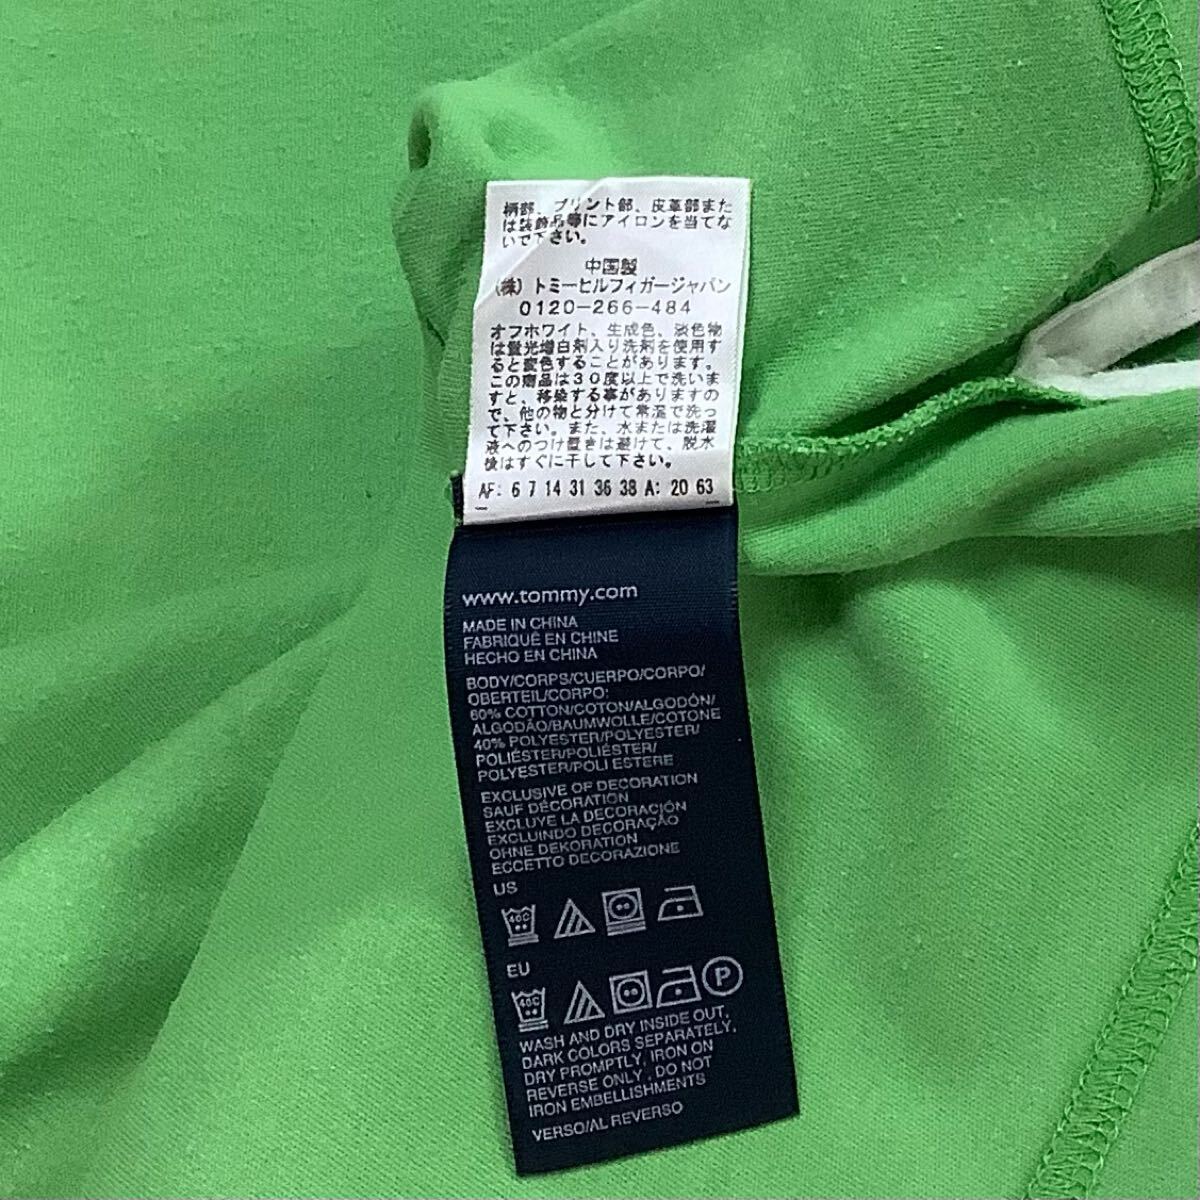 柄部、プリント部、皮革部また
は装飾品等にアイロンを当てな
いで下さい。
中国製
(株) トミーヒルフィガージャパン
0120-266-484
オフホワイト、生成色、淡色物
は蛍光増白剤入り洗剤を使用す
ると変色することがあります。
この商品は30度以上で洗いま
すと、移染する事がありますの
で、他の物と分けて常温で洗っ
て下さい。また、水または洗濯
液へのつけ置きは避けて、脱水
後はすぐに干して下さい。
AF: 6 7 14 31 36 38 A: 20 63
www.tommy.com
MADE IN CHINA
FABRIQUÉ EN CHINE
HECHO EN CHINA
BODY/CORPS/CUERPO/CORPO/
OBERTEIL/CORPO:
60% COTTON/COTON/ALGODÓN/
ALGODÃO/BAUMWOLLE/COTONE
40% POLYESTER/POLYESTER/
POLIÉSTER/POLIÉSTER/
POLYESTER/POLI ESTERE
EXCLUSIVE OF DECORATION
SAUF DÉCORATION
EXCLUYE LA DECORACIÓN
EXCLUINDO DECORAÇÃO
OHNE DEKORATION
ECCETTO DECORAZIONE
US
40C
EU
40C P
WASH AND DRY INSIDE OUT,
DARK COLORS SEPARATELY,
DRY PROMPTLY, IRON ON
REVERSE ONLY , DO NOT
IRON EMBELLISHMENTS
VERSO/AL REVERSO